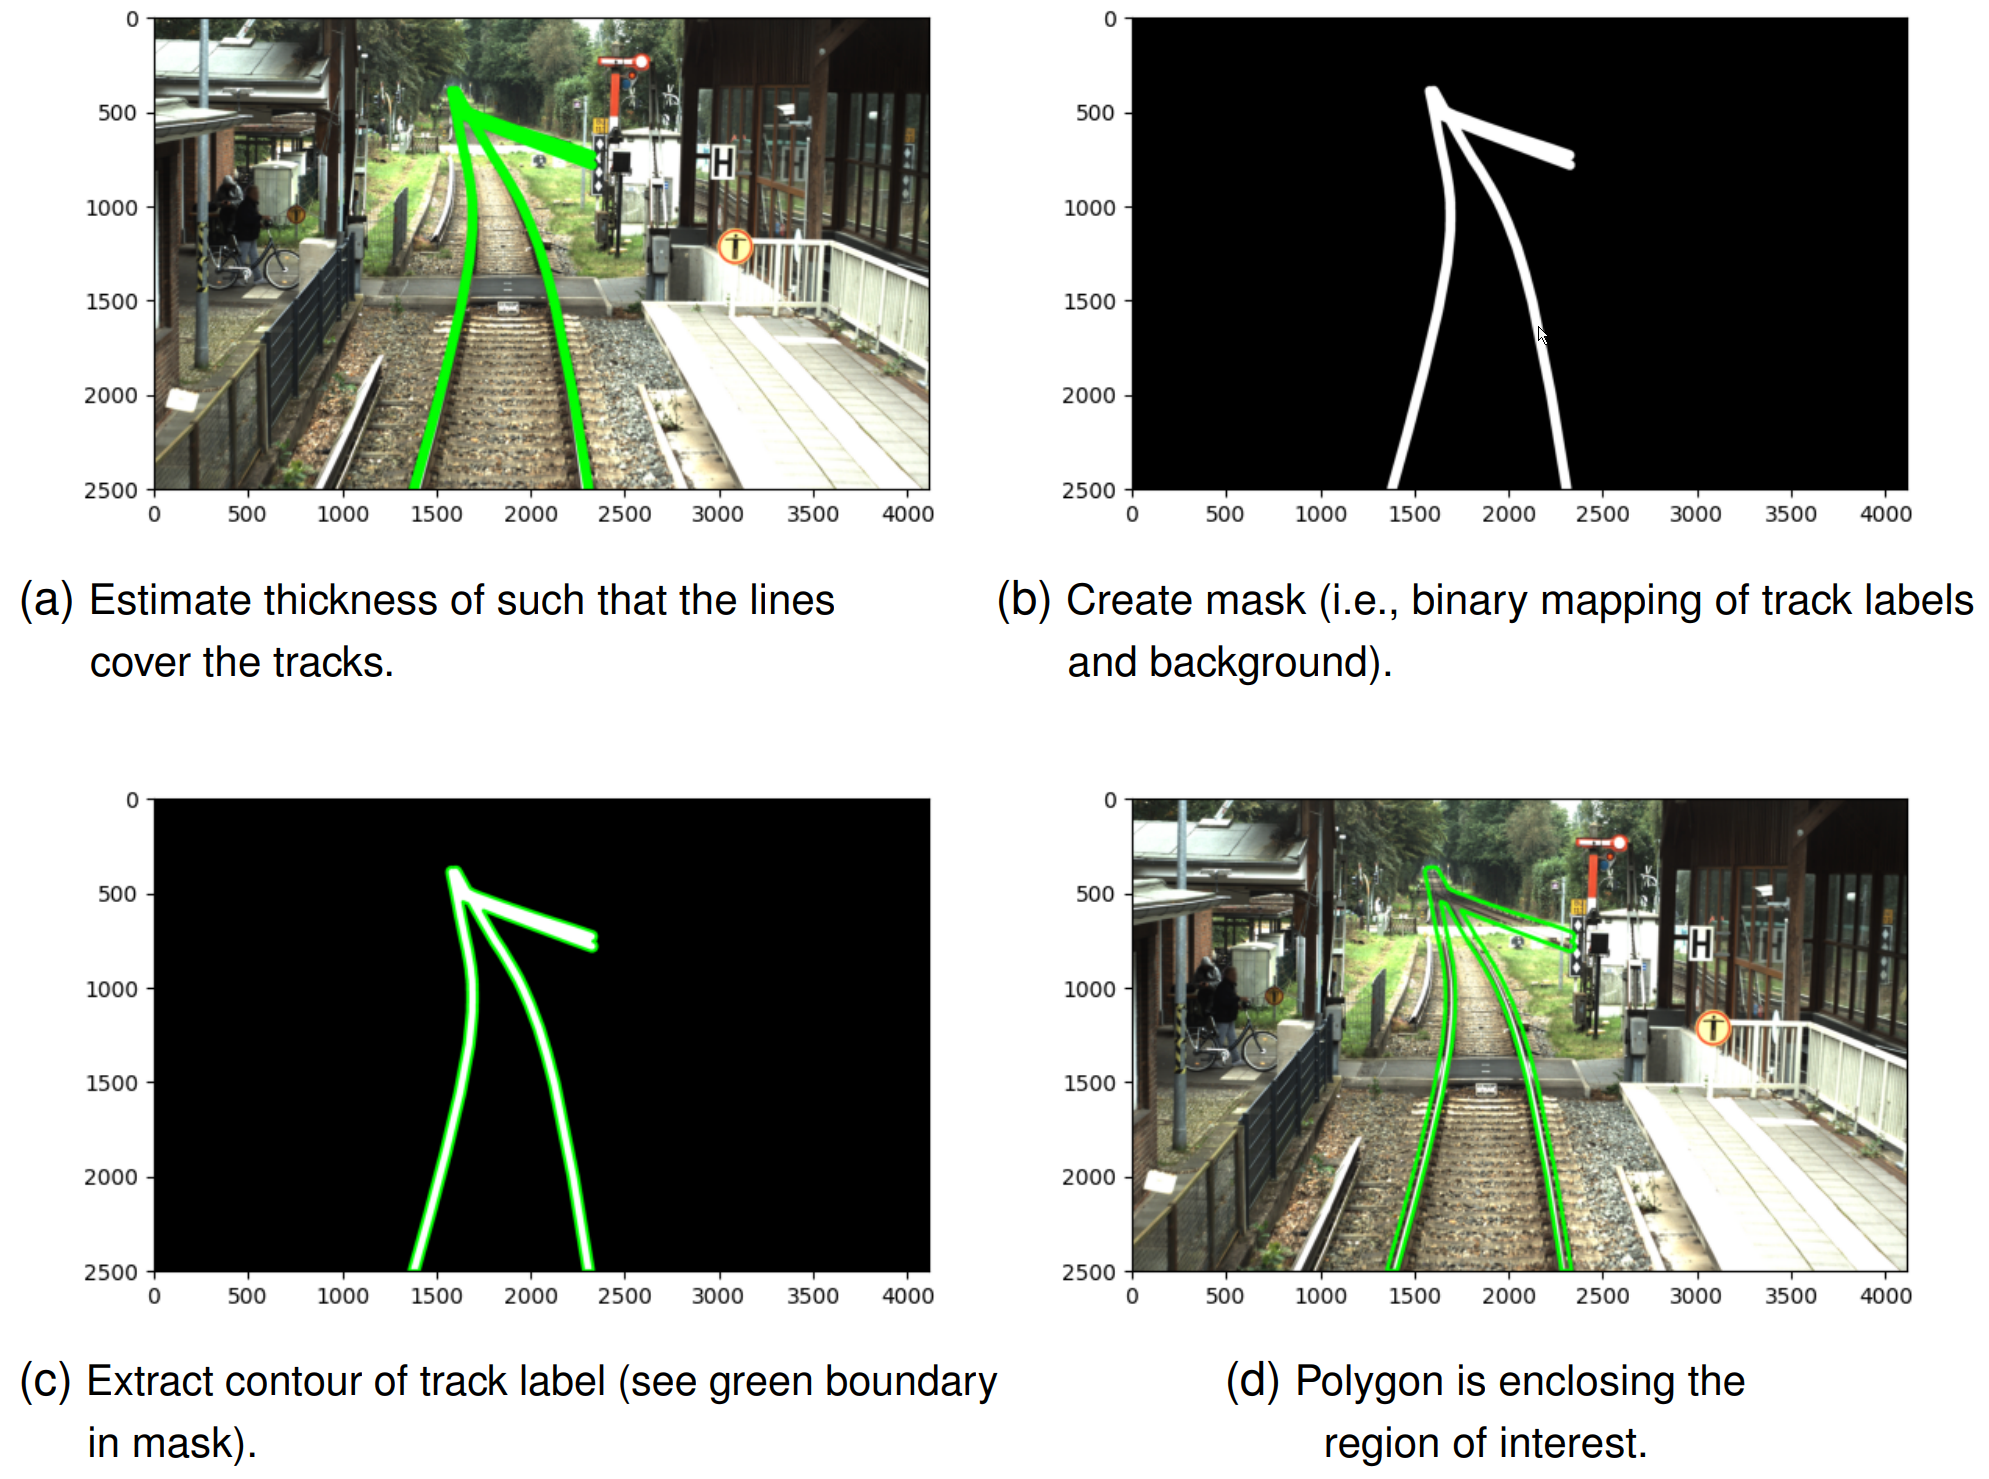 0
500
1000
1500
2000
2500
0 500 1000 1500 2000 2500 3000 3500 4000
H
(a) Estimate thickness of such that the lines
cover the tracks.
0
500
1000
1500
2000
2500
0 500 1000 1500 2000 2500 3000 3500 4000
(b) Create mask (i.e., binary mapping of track labels
and background).
0
500
1000
1500
2000
2500
0 500 1000 1500 2000 2500 3000 3500 4000
(c) Extract contour of track label (see green boundary
in mask).
0
500
1000
1500
2000
2500
0 500 1000 1500 2000 2500 3000 3500 4000
H
(d) Polygon is enclosing the
region of interest.